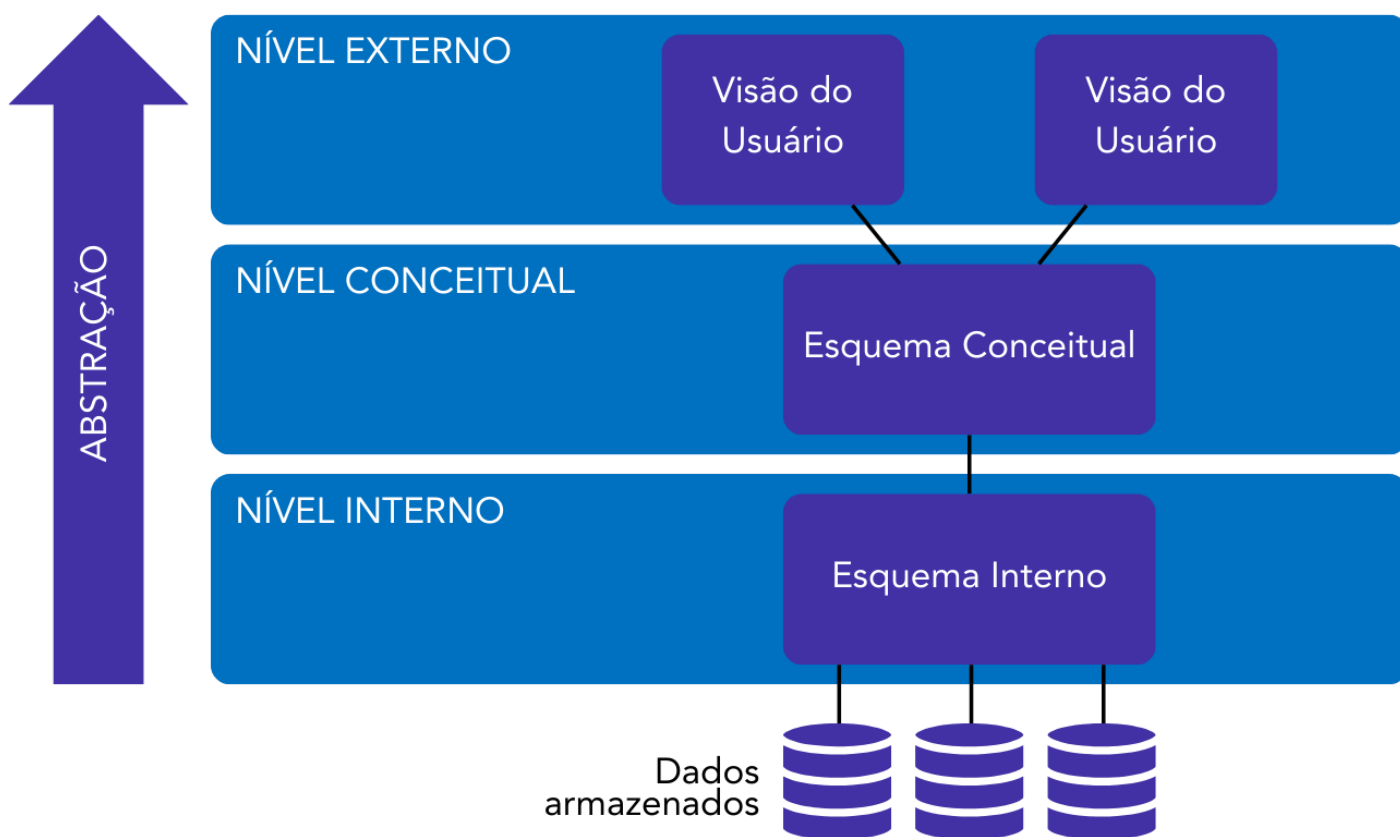 NÍVEL EXTERNO
Visão do
Usuário
Visão do
Usuário
ABSTRAÇÃO
NÍVEL CONCEITUAL
Esquema Conceitual
NÍVEL INTERNO
Esquema Interno
Dados
armazenados